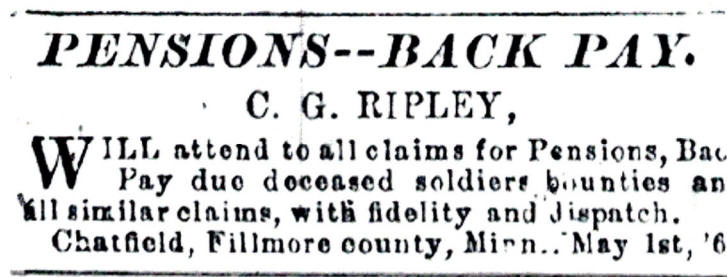 PENSIONS--BACK PAY.
C. G. RIPLEY,
WILL attend to all claims for Pensions, Bac
Pay due deceased soldiers bounties an
all similar claims, with fidelity and dispatch.
Chatfield, Fillmore county, Minn.. May 1st, '6